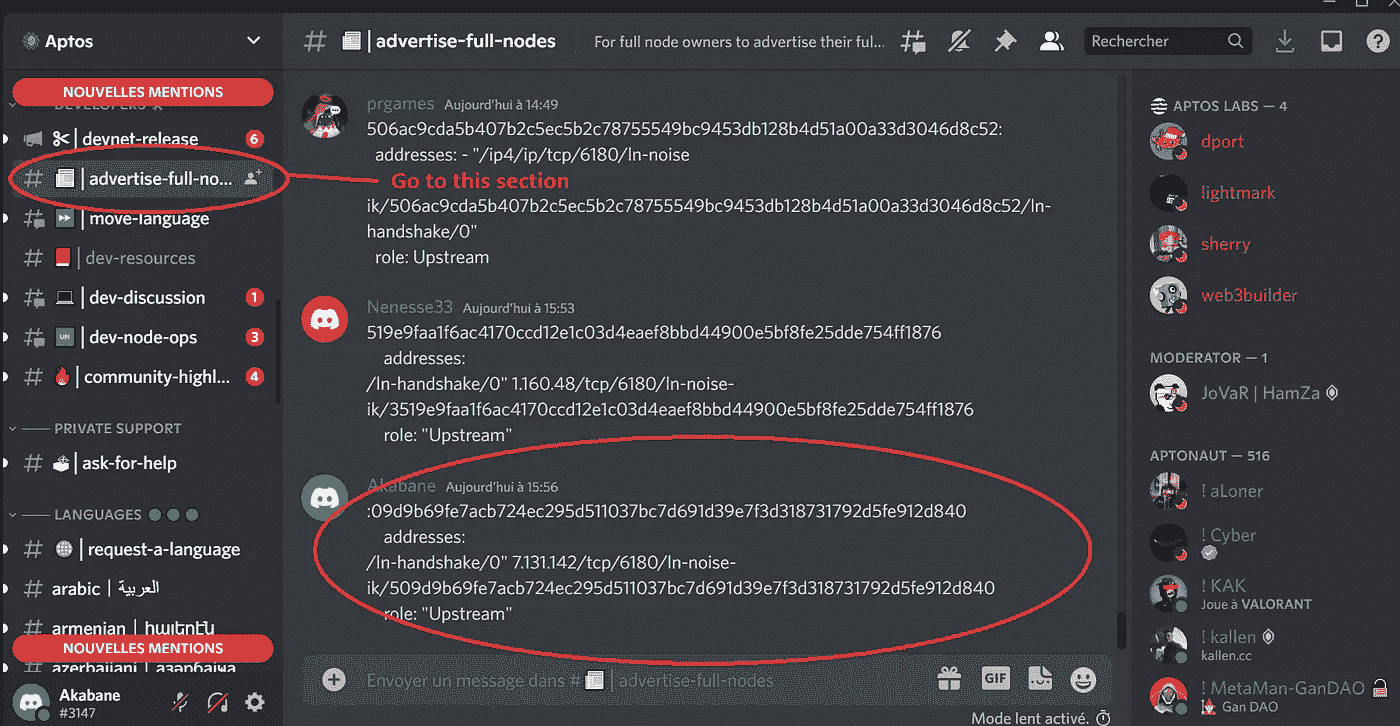 Aptos
NOUVELLES MENTIONS
DEVELOPERS
devnet-release 6
advertise-full-no...
move-language
dev-resources
dev-discussion 1
dev-node-ops 3
community-highl... 4
PRIVATE SUPPORT
ask-for-help
LANGUAGES
request-a-language
arabic | العربية
armenian | հայերէն
NOUVELLES MENTIONS
azerbaijani | азәрбајҹа
Akabane
#3147
advertise-full-nodes
For full node owners to advertise their ful...
Rechercher
prgames Aujourd'hui à 14:49
506ac9cda5b407b2c5ec5b2c78755549bc9453db128b4d51a00a33d3046d8c52:
addresses: - "/ip4/ip/tcp/6180/ln-noise
Go to this section
ik/506ac9cda5b407b2c5ec5b2c78755549bc9453db128b4d51a00a33d3046d8c52/ln-
handshake/0"
role: Upstream
Nenesse33 Aujourd'hui à 15:53
519e9faa1f6ac4170ccd12e1c03d4eaef8bbd44900e5bf8fe25dde754ff1876
addresses:
/ln-handshake/0" 1.160.48/tcp/6180/ln-noise-
ik/3519e9faa1f6ac4170ccd12e1c03d4eaef8bbd44900e5bf8fe25dde754ff1876
role: "Upstream"
Akabane Aujourd'hui à 15:56
:09d9b69fe7acb724ec295d511037bc7d691d39e7f3d318731792d5fe912d840
addresses:
/ln-handshake/0" 7.131.142/tcp/6180/ln-noise-
ik/509d9b69fe7acb724ec295d511037bc7d691d39e7f3d318731792d5fe912d840
role: "Upstream"
Envoyer un message dans # | advertise-full-nodes
GIF
Mode lent activé.
APTOS LABS — 4
dport
lightmark
sherry
web3builder
MODERATOR — 1
JoVaR | HamZa
APTONAUT — 516
! aLoner
! Cyber
! KAK
Joue à VALORANT
! kallen
kallen.cc
! MetaMan-GanDAO
Gan DAO